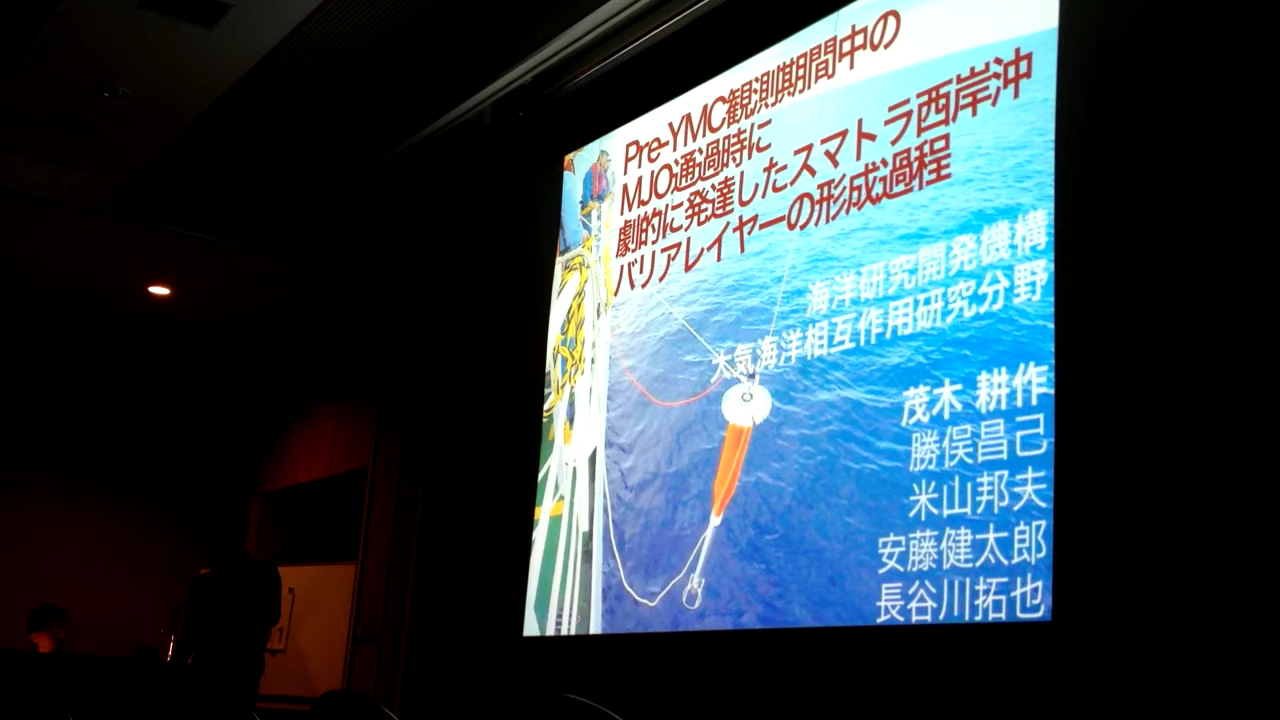 Pre-YMC観測期間中の
MJO通過時に
劇的に発達したスマトラ西岸沖
バリアレイヤーの形成過程
海洋研究開発機構
大気海洋相互作用研究分野
茂木 耕作
勝俣昌己
米山邦夫
安藤健太郎
長谷川拓也